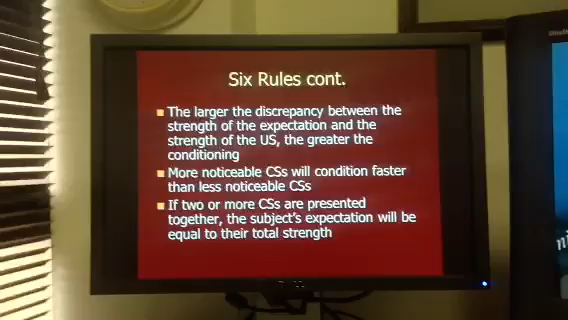 Six Rules cont.
The larger the discrepancy between the
strength of the expectation and the
strength of the US, the greater the
conditioning
More noticeable CSs will condition faster
than less noticeable CSs
If two or more CSs are presented
together, the subject's expectation will be
equal to their total strength